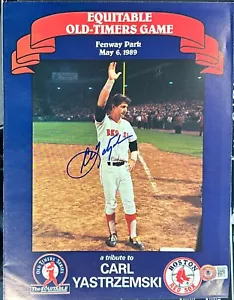 EQUITABLE
OLD-TIMERS GAME
Fenway Park
May 6, 1989
RED
a tribute to
CARL
YASTRZEMSKI
OLD-TIMERS SERIES
The EQUITABLE
BOSTON
RED SOX